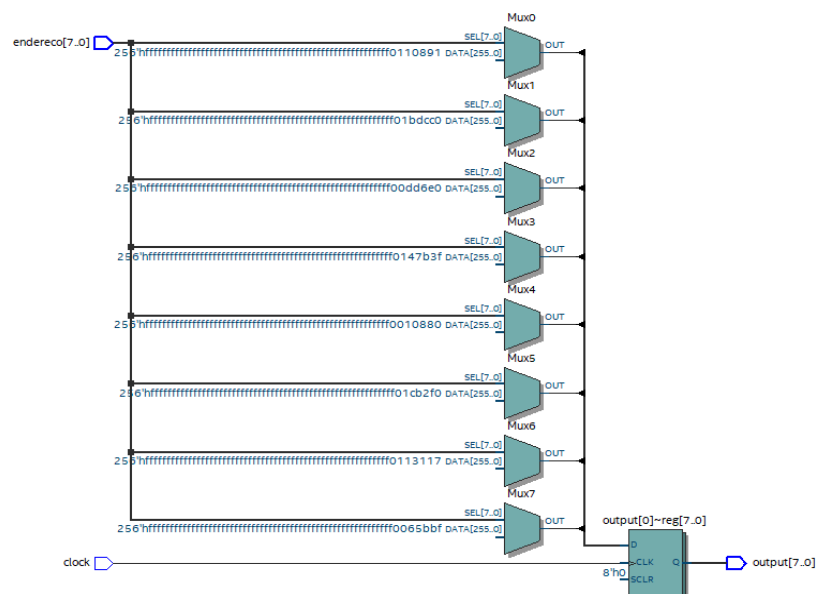 Mux0
endereco[7..0]
SEL[7..0]
OUT
256'hfffffffffffffffffffffffffffffffffffffffffffffffffffffffff0110891 DATA[255..0]
Mux1
SEL[7..0]
OUT
256'hfffffffffffffffffffffffffffffffffffffffffffffffffffffffff01bdcc0 DATA[255..0]
Mux2
SEL[7..0]
OUT
256'hfffffffffffffffffffffffffffffffffffffffffffffffffffffffff00dd6e0 DATA[255..0]
Mux3
SEL[7..0]
OUT
256'hfffffffffffffffffffffffffffffffffffffffffffffffffffffffff0147b3f DATA[255..0]
Mux4
SEL[7..0]
OUT
256'hfffffffffffffffffffffffffffffffffffffffffffffffffffffffff0010880 DATA[255..0]
Mux5
SEL[7..0]
OUT
256'hfffffffffffffffffffffffffffffffffffffffffffffffffffffffff01cb2f0 DATA[255..0]
Mux6
SEL[7..0]
OUT
256'hfffffffffffffffffffffffffffffffffffffffffffffffffffffffff0113117 DATA[255..0]
Mux7
SEL[7..0]
OUT
256'hfffffffffffffffffffffffffffffffffffffffffffffffffffffffff0065bbf DATA[255..0]
output[0]~reg[7..0]
D
clock
CLK
Q
output[7..0]
8'h0
SCLR